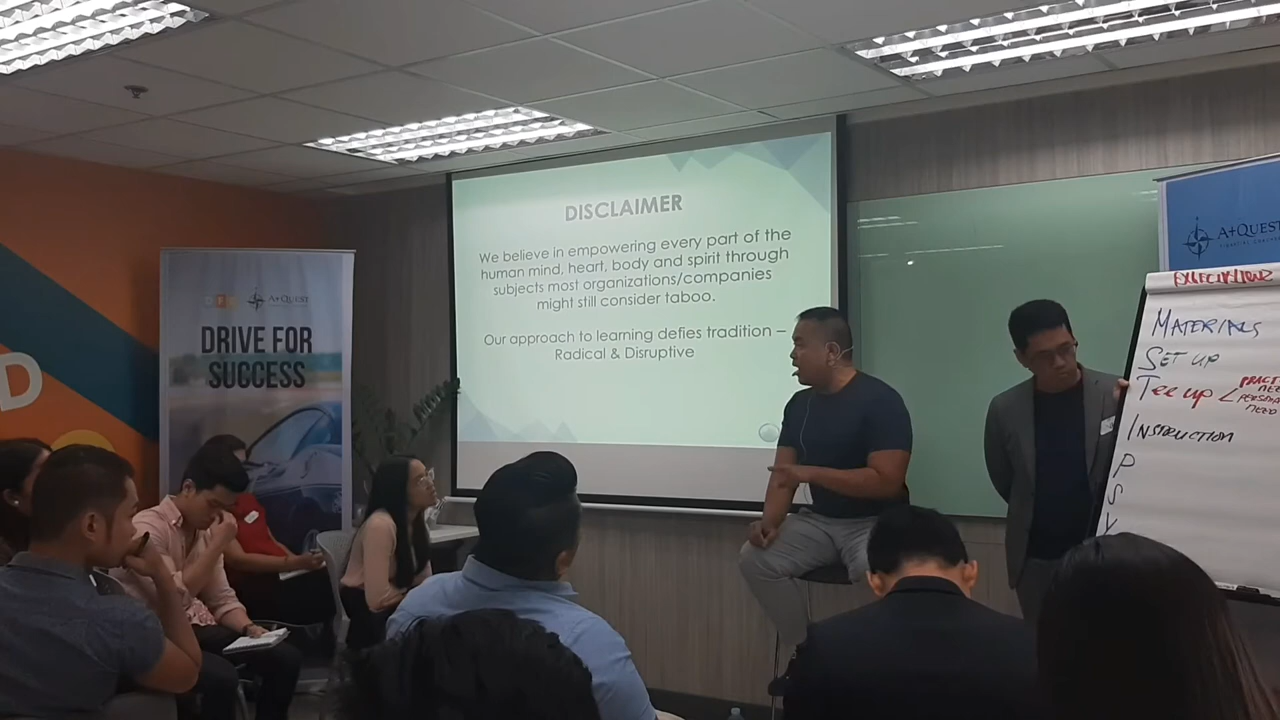 DISCLAIMER
We believe in empowering every part of the
human mind, heart, body and spirit through
subjects most organizations/companies
might still consider taboo.
Our approach to learning defies tradition –
Radical & Disruptive
A+QUEST
DRIVE FOR
SUCCESS
D
A+QUEST
MATERIALS
SET UP
TEE UP <
INSTRUCTION
P
S
Y